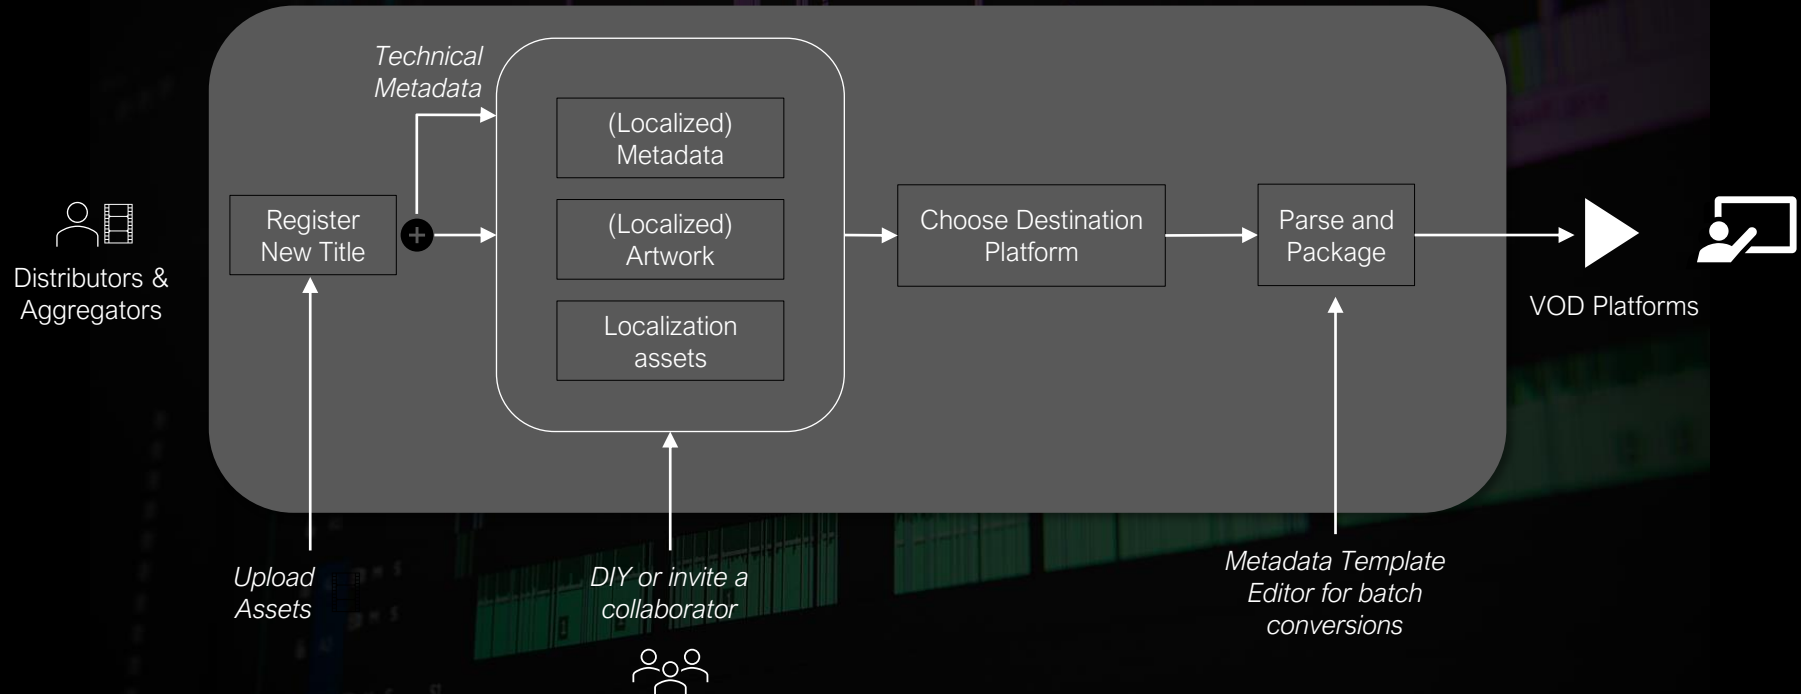 Technical
Metadata
(Localized)
Metadata
Distributors &
Aggregators
Register
New Title
(Localized)
Artwork
Localization
assets
Choose Destination
Platform
Parse and
Package
VOD Platforms
Upload
Assets
DIY or invite a
collaborator
Metadata Template
Editor for batch
conversions